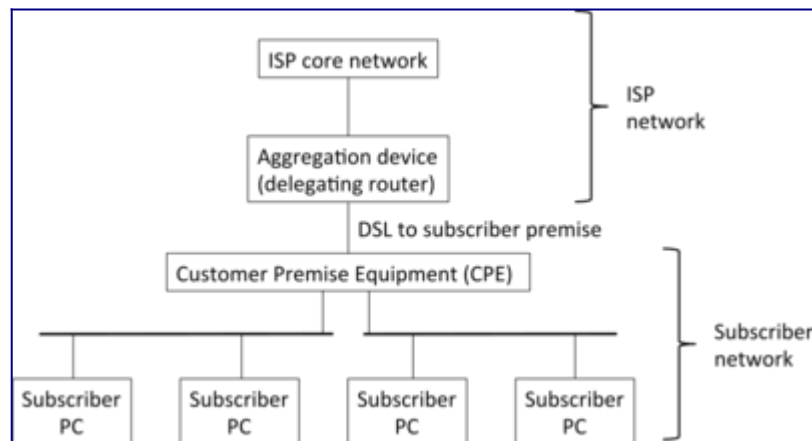 ISP core network
ISP
network
Aggregation device
(delegating router)
DSL to subscriber premise
Customer Premise Equipment (CPE)
Subscriber
network
Subscriber
PC
Subscriber
PC
Subscriber
PC
Subscriber
PC